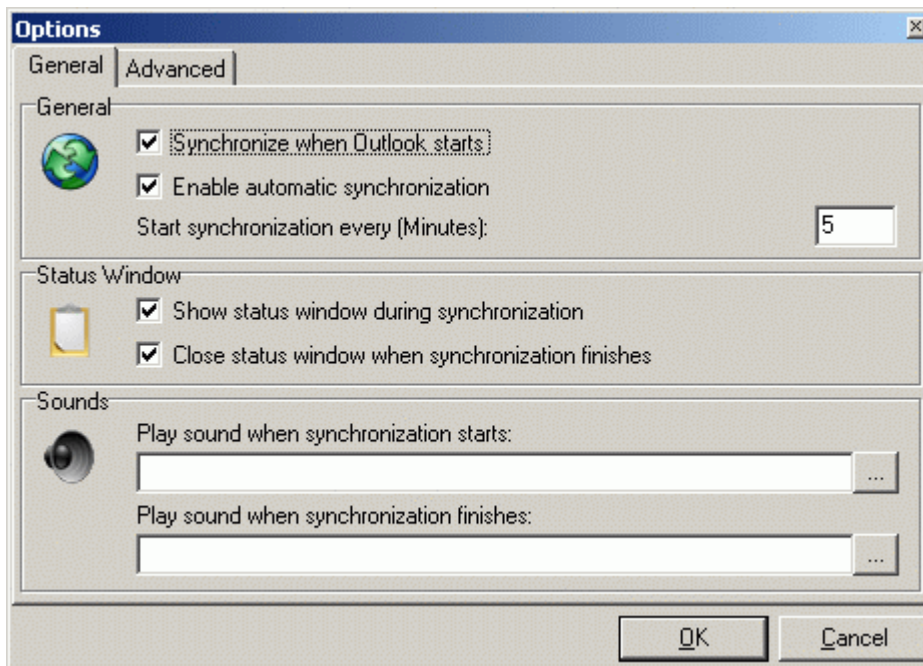 Options
General Advanced
General
Synchronize when Outlook starts
Enable automatic synchronization
Start synchronization every (Minutes): 5
Status Window
Show status window during synchronization
Close status window when synchronization finishes
Sounds
Play sound when synchronization starts:
...
Play sound when synchronization finishes:
...
OK Cancel